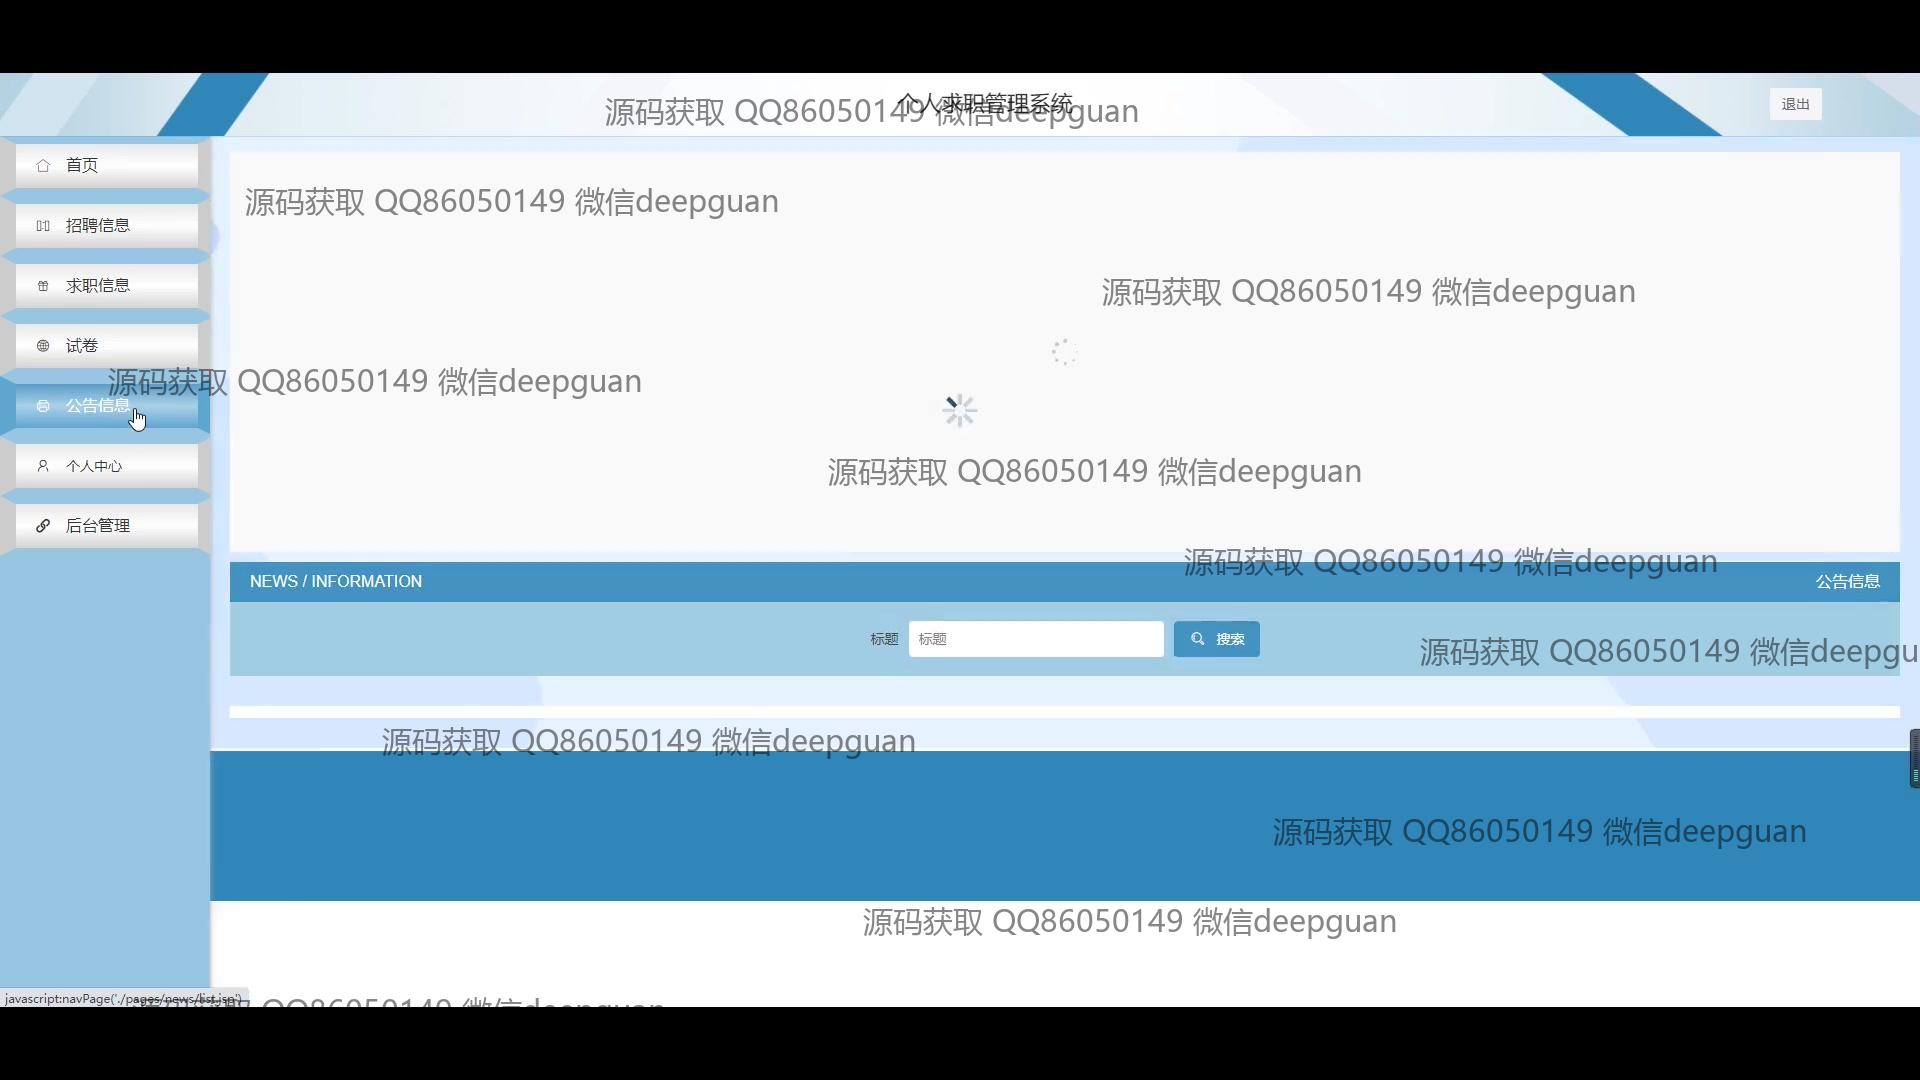 个人求职管理系统
源码获取 QQ86050149 微信deepguan
退出
首页
源码获取 QQ86050149 微信deepguan
招聘信息
求职信息
源码获取 QQ86050149 微信deepguan
试卷
源码获取 QQ86050149 微信deepguan
公告信息
个人中心
源码获取 QQ86050149 微信deepguan
后台管理
源码获取 QQ86050149 微信deepguan
NEWS / INFORMATION
公告信息
标题
标题
搜索
源码获取 QQ86050149 微信deepgu
源码获取 QQ86050149 微信deepguan
源码获取 QQ86050149 微信deepguan
源码获取 QQ86050149 微信deepguan
javascript:navPage('./pages/news/list.jsp')
源码获取 QQ86050149 微信deepguan